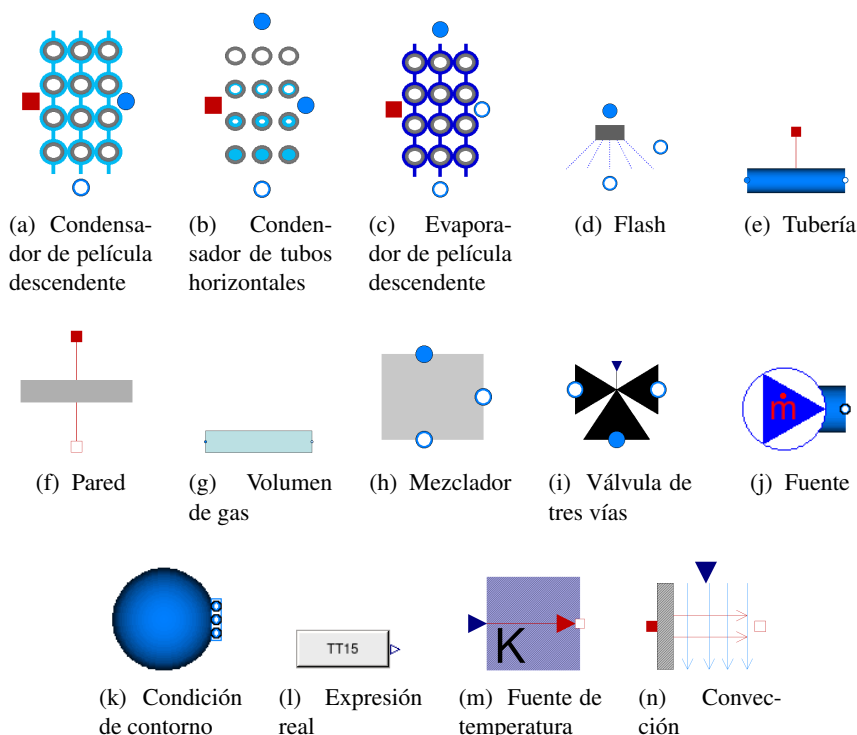 (a) Condensa-
dor de película
descendente
(b) Conden-
sador de tubos
horizontales
(c) Evapora-
dor de película
descendente
(d) Flash
(e) Tubería
(f) Pared
(g) Volumen
de gas
(h) Mezclador
(i) Válvula de
tres vías
ṁ
(j) Fuente
(k) Condición
de contorno
TT15
(l) Expresión
real
K
(m) Fuente de
temperatura
(n) Convec-
ción